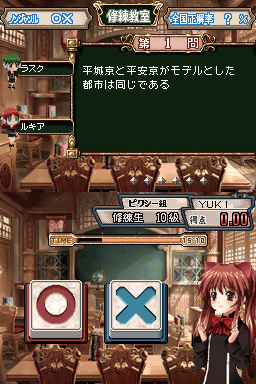 ノンジャンル ○×
修練教室
全国正解率 ? %
第 1 問
ラスク
ルキア
平城京と平安京がモデルとした
都市は同じである
ピクシー組
YUKI
修練生 10級
得点 0.00
TIME 15:10
○
×